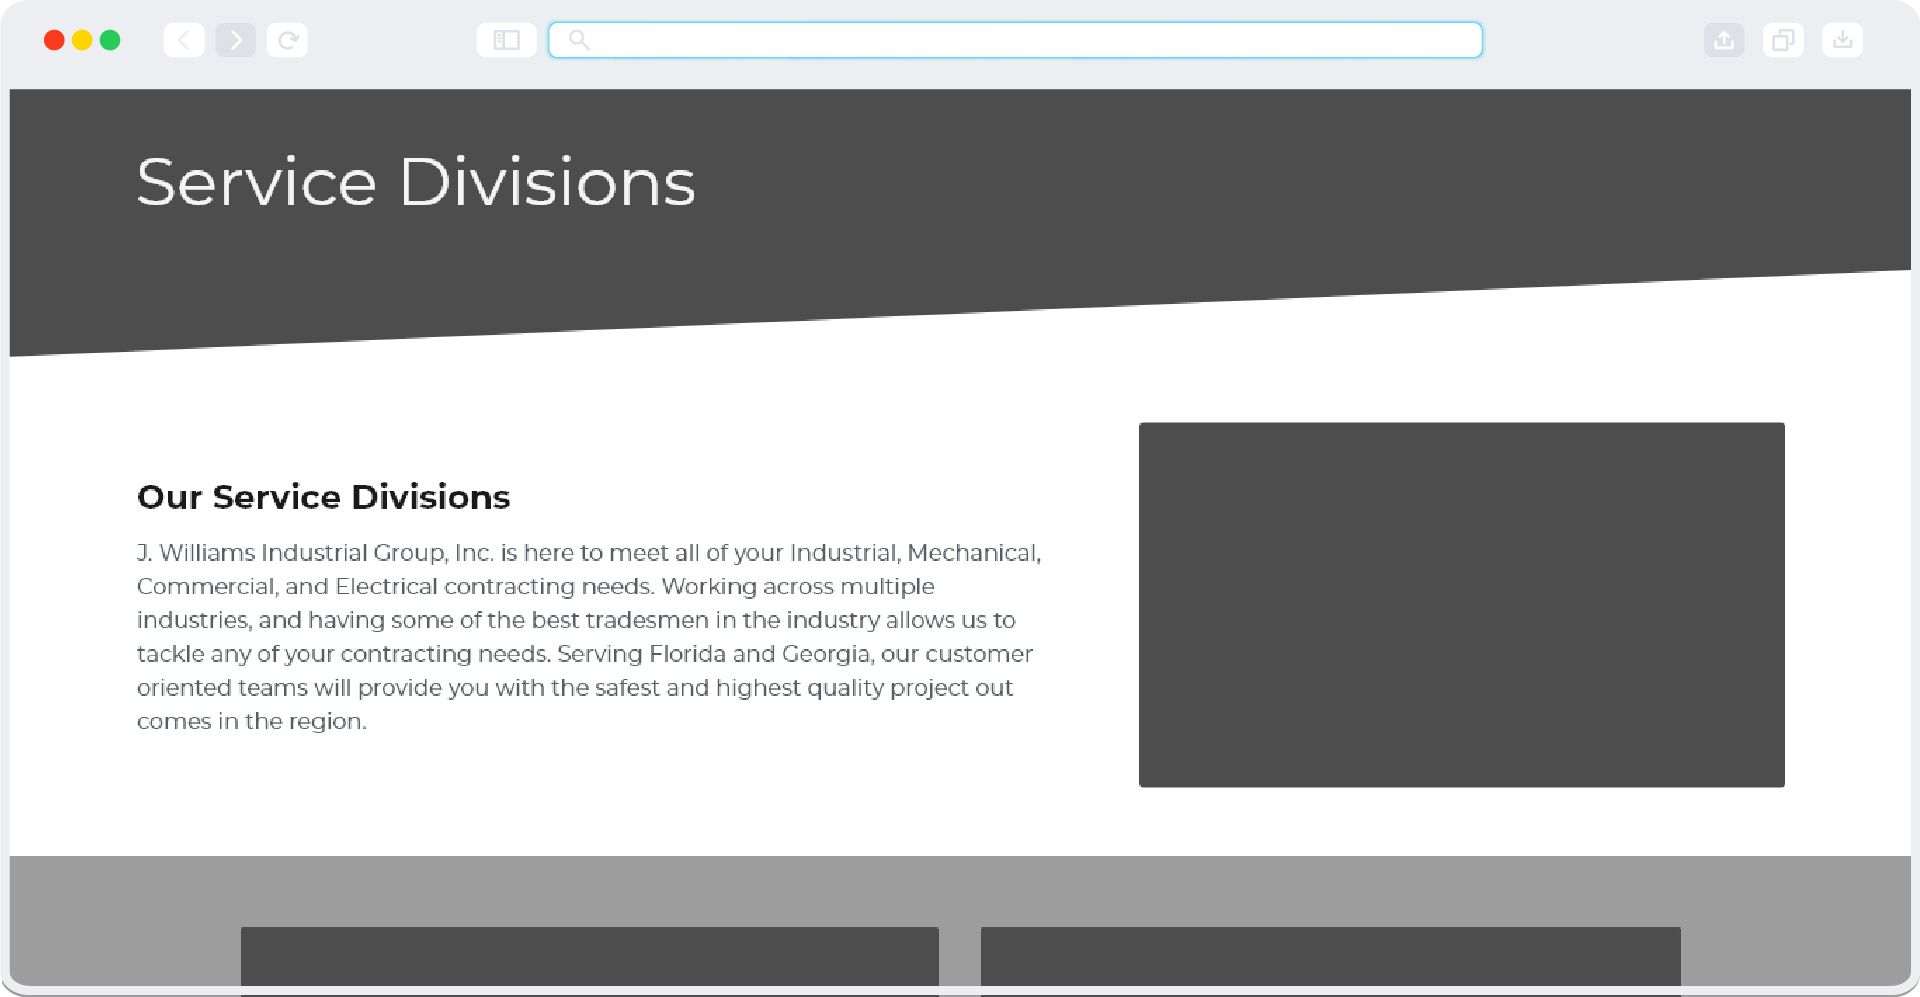 Service Divisions
Our Service Divisions
J. Williams Industrial Group, Inc. is here to meet all of your Industrial, Mechanical,
Commercial, and Electrical contracting needs. Working across multiple
industries, and having some of the best tradesmen in the industry allows us to
tackle any of your contracting needs. Serving Florida and Georgia, our customer
oriented teams will provide you with the safest and highest quality project out
comes in the region.